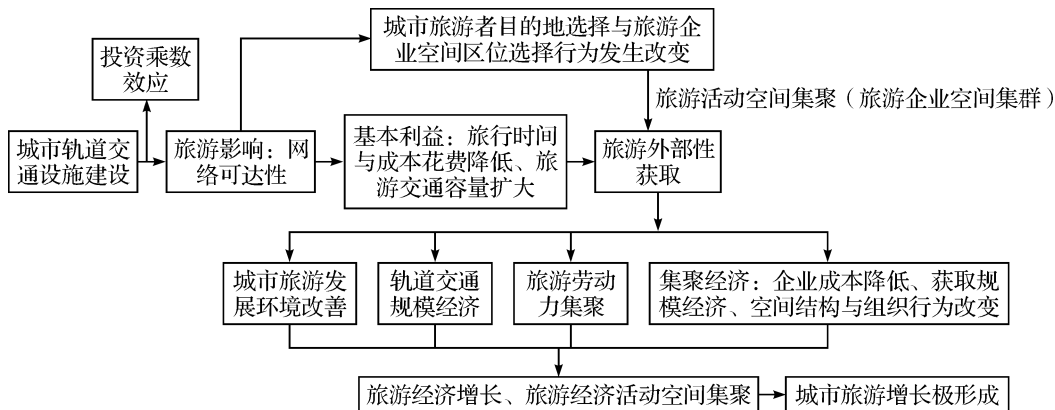 城市旅游者目的地选择与旅游企
业空间区位选择行为发生改变
投资乘数
效应
旅游活动空间集聚（旅游企业空间集群）
城市轨道交
通设施建设
旅游影响：网
络可达性
基本利益：旅行时间
与成本花费降低、旅
游交通容量扩大
旅游外部性
获取
城市旅游发
展环境改善
轨道交通
规模经济
旅游劳动
力集聚
集聚经济：企业成本降低、获取规
模经济、空间结构与组织行为改变
旅游经济增长、旅游经济活动空间集聚
城市旅游增长极形成